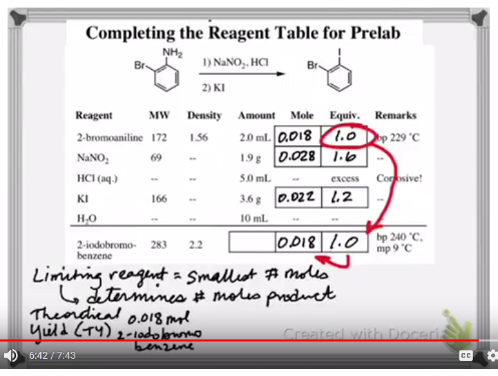 Completing the Reagent Table for Prelab
NH₂
Br
1) NaNO₂, HCl
2) KI
I
Br
Reagent MW Density Amount Mole Equiv. Remarks
2-bromoaniline 172 1.56 2.0 mL 0.018 1.0 bp 229 °C
NaNO₂ 69 -- 1.9 g 0.028 1.6 --
HCl (aq.) -- -- 5.0 mL -- excess Corrosive!
KI 166 -- 3.6 g 0.022 1.2 --
H₂O -- -- 10 mL -- --
2-iodobromo- 283 2.2 0.018 1.0 bp 240 °C,
benzene mp 9 °C
Limiting reagent = smallest # moles
↳ determines # moles product
Theoretical 0.018 mol
Yield (TY) 2-iodobromo
benzene
Created with Doceri
6:42 / 7:43